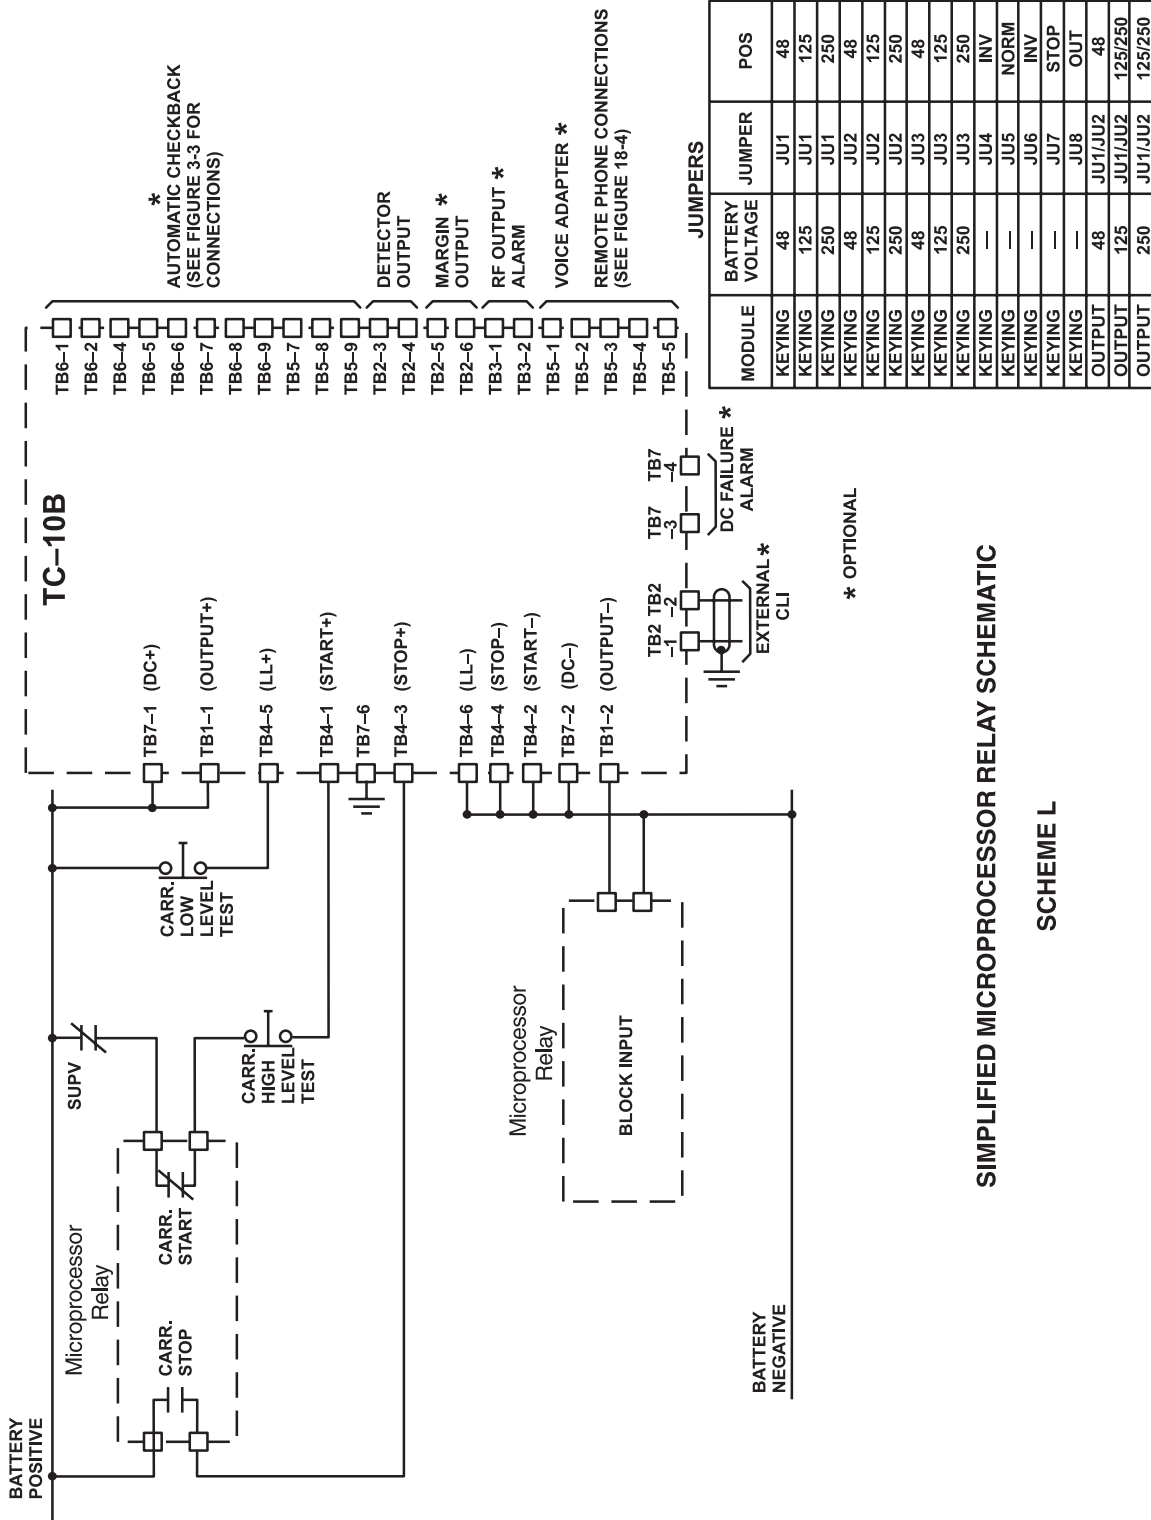 BATTERY
POSITIVE
Microprocessor
Relay
CARR.
STOP
CARR.
START
SUPV
CARR.
HIGH
LEVEL
TEST
CARR.
LOW
LEVEL
TEST
TC–10B
TB7–1 (DC+)
TB1–1 (OUTPUT+)
TB4–5 (LL+)
TB4–1 (START+)
TB7–6
TB4–3 (STOP+)
TB4–6 (LL–)
TB4–4 (STOP–)
TB4–2 (START–)
TB7–2 (DC–)
TB1–2 (OUTPUT–)
Microprocessor
Relay
BLOCK INPUT
BATTERY
NEGATIVE
TB6–1
TB6–2
TB6–4
TB6–5
TB6–6
TB6–7
TB6–8
TB6–9
TB5–7
TB5–8
TB5–9
TB2–3
TB2–4
TB2–5
TB2–6
TB3–1
TB3–2
TB5–1
TB5–2
TB5–3
TB5–4
TB5–5
*
AUTOMATIC CHECKBACK
(SEE FIGURE 3-3 FOR
CONNECTIONS)
DETECTOR
OUTPUT
MARGIN *
OUTPUT
RF OUTPUT *
ALARM
VOICE ADAPTER *
REMOTE PHONE CONNECTIONS
(SEE FIGURE 18-4)
TB2 –1
TB2 –2
EXTERNAL *
CLI
TB7 –3
TB7 –4
DC FAILURE *
ALARM
* OPTIONAL
JUMPERS
MODULE BATTERY VOLTAGE JUMPER POS
KEYING 48 JU1 48
KEYING 125 JU1 125
KEYING 250 JU1 250
KEYING 48 JU2 48
KEYING 125 JU2 125
KEYING 250 JU2 250
KEYING 48 JU3 48
KEYING 125 JU3 125
KEYING 250 JU3 250
KEYING — JU4 INV
KEYING — JU5 NORM
KEYING — JU6 INV
KEYING — JU7 STOP
KEYING — JU8 OUT
OUTPUT 48 JU1/JU2 48
OUTPUT 125 JU1/JU2 125/250
OUTPUT 250 JU1/JU2 125/250
SIMPLIFIED MICROPROCESSOR RELAY SCHEMATIC
SCHEME L